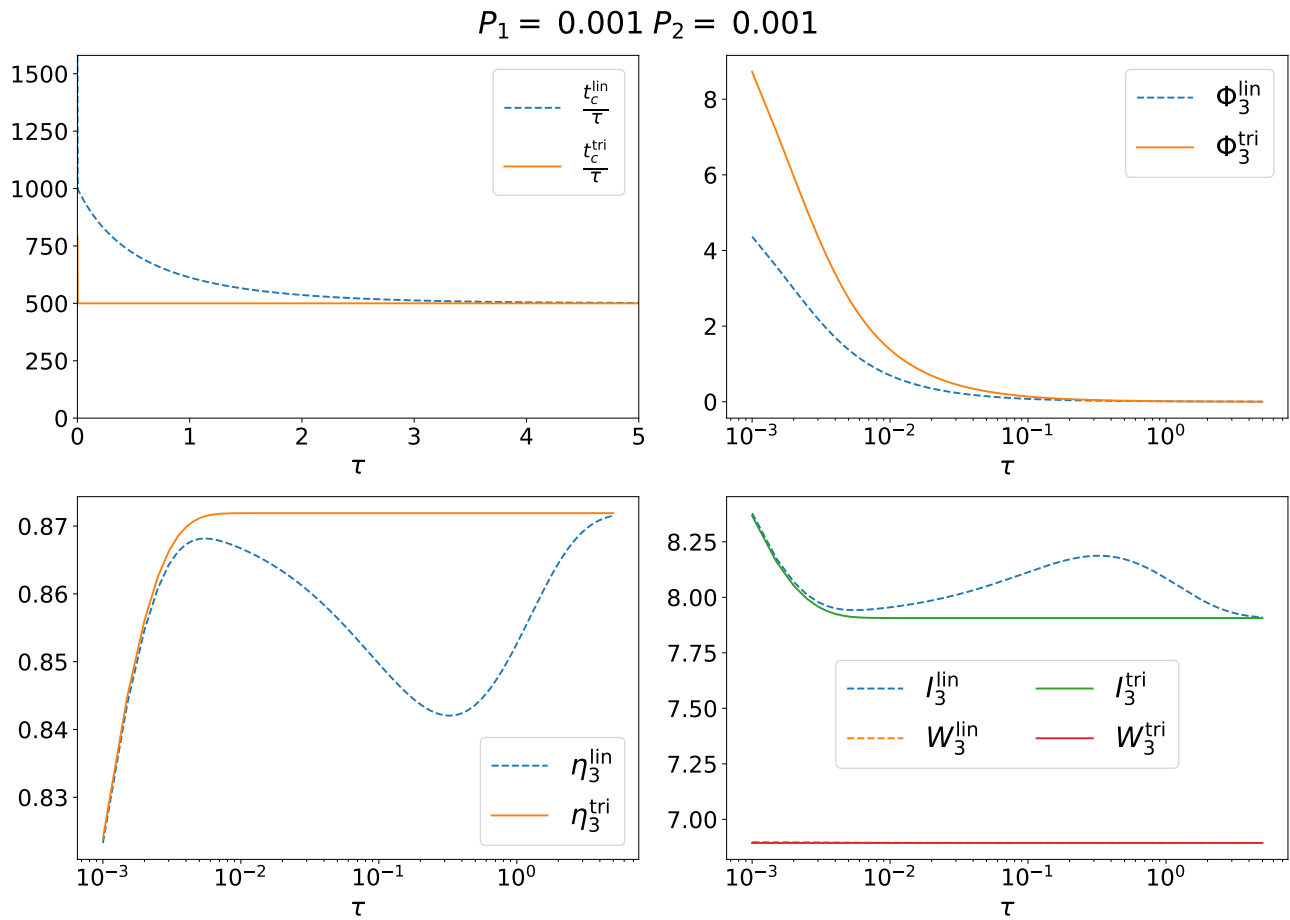 P₁ = 0.001 P₂ = 0.001
1500
1250
1000
750
500
250
0
t_c^lin/τ
t_c^tri/τ
0 1 2 3 4 5
τ
8
6
4
2
0
Φ₃^lin
Φ₃^tri
10⁻³ 10⁻² 10⁻¹ 10⁰
τ
0.87
0.86
0.85
0.84
0.83
η₃^lin
η₃^tri
10⁻³ 10⁻² 10⁻¹ 10⁰
τ
8.25
8.00
7.75
7.50
7.25
7.00
I₃^lin I₃^tri
W₃^lin W₃^tri
10⁻³ 10⁻² 10⁻¹ 10⁰
τ